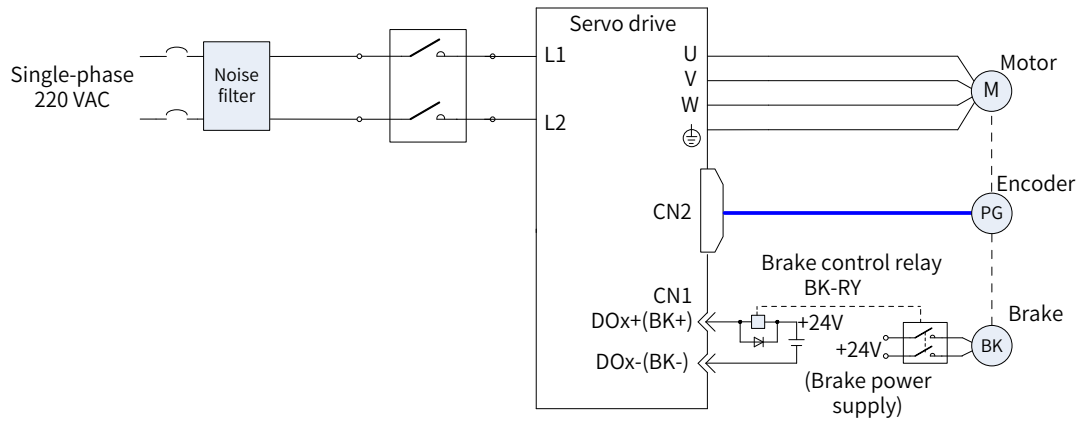 Servo drive
Single-phase
220 VAC
Noise
filter
L1
L2
U
V
W
Motor
M
CN2
Encoder
PG
Brake control relay
BK-RY
CN1
DOx+(BK+)
+24V
DOx-(BK-)
+24V
Brake
BK
(Brake power
supply)